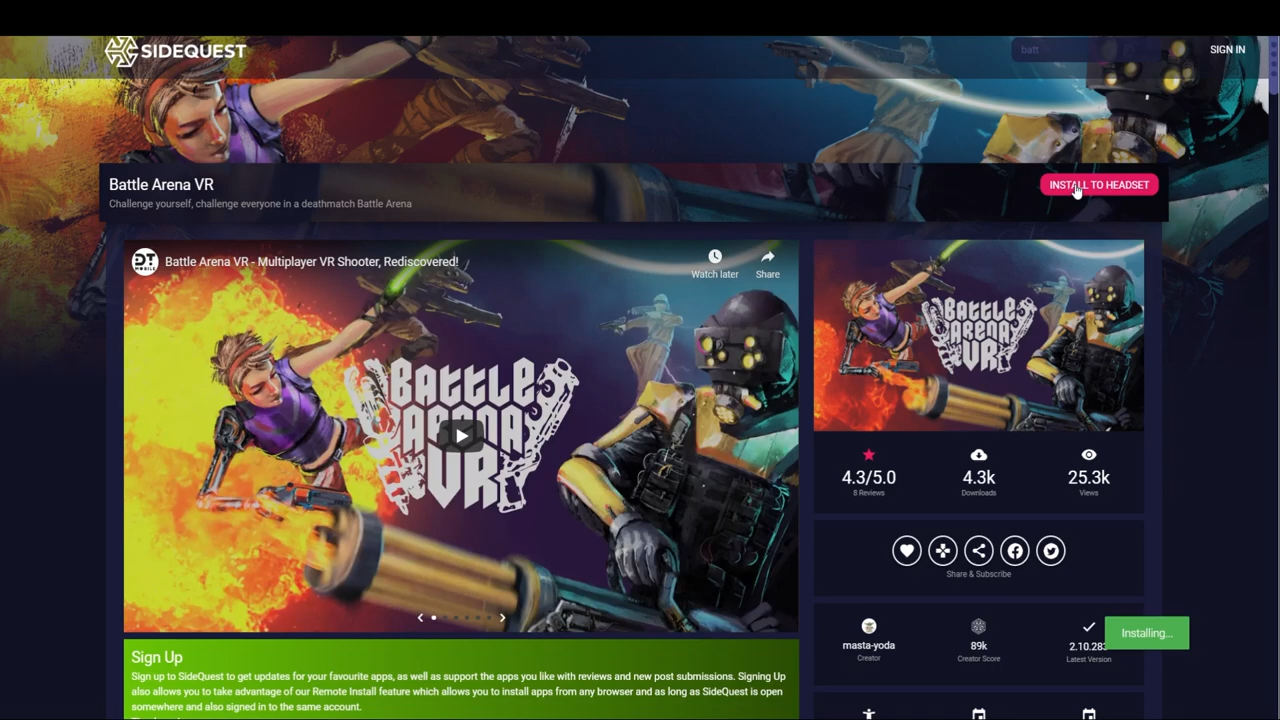 SIDEQUEST
batt
SIGN IN
Battle Arena VR
INSTALL TO HEADSET
Challenge yourself, challenge everyone in a deathmatch Battle Arena
DT
MOBILE
Battle Arena VR - Multiplayer VR Shooter, Rediscovered!
Watch later
Share
BATTLE
ARENA
VR
BATTLE
ARENA
VR
4.3/5.0
4.3k
25.3k
8 Reviews
Downloads
Views
Share & Subscribe
masta-yoda
89k
2.10.283
Creator
Creator Score
Latest Version
Installing...
Sign Up
Sign up to SideQuest to get updates for your favourite apps, as well as support the apps you like with reviews and new post submissions. Signing Up
also allows you to take advantage of our Remote Install feature which allows you to install apps from any browser and as long as SideQuest is open
somewhere and also signed in to the same account.